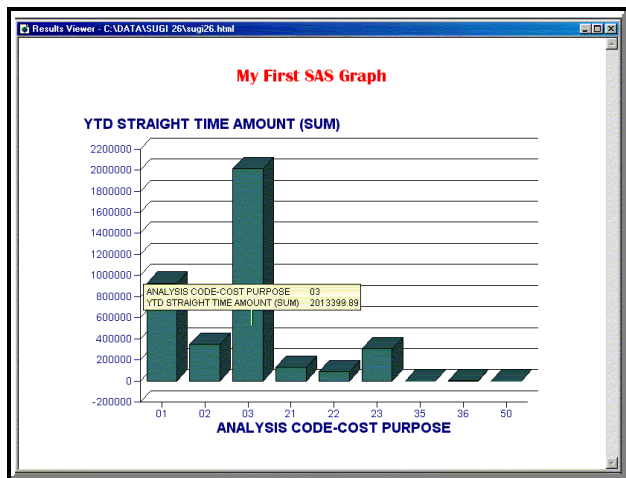 Results Viewer - C:\DATA\SUGI 26\sugi26.html
My First SAS Graph
YTD STRAIGHT TIME AMOUNT (SUM)
2200000
2000000
1800000
1600000
1400000
1200000
1000000
ANALYSIS CODE-COST PURPOSE 03
800000
YTD STRAIGHT TIME AMOUNT (SUM) 2013399.89
600000
400000
200000
0
-200000
01 02 03 21 22 23 35 36 50
ANALYSIS CODE-COST PURPOSE